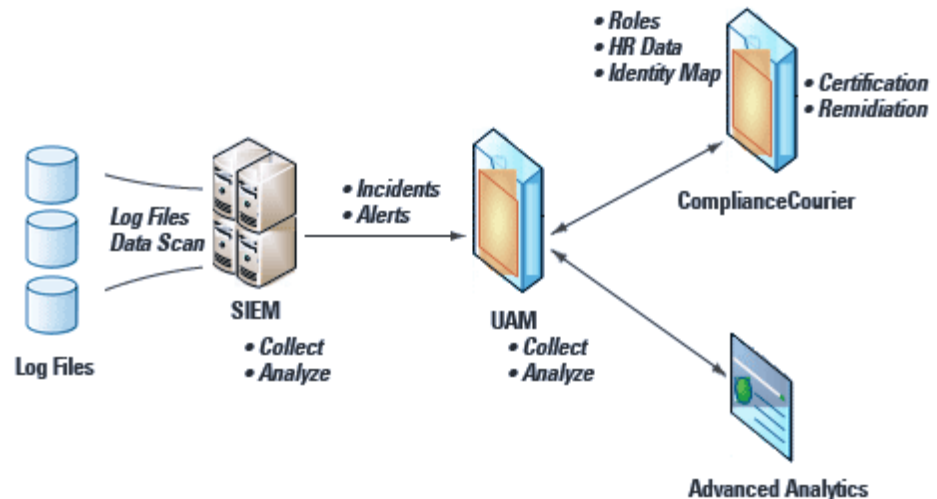 • Roles
• HR Data
• Identity Map
• Certification
• Remidiation
ComplianceCourier
Log Files
Data Scan
• Incidents
• Alerts
SIEM
• Collect
• Analyze
UAM
• Collect
• Analyze
Log Files
Advanced Analytics